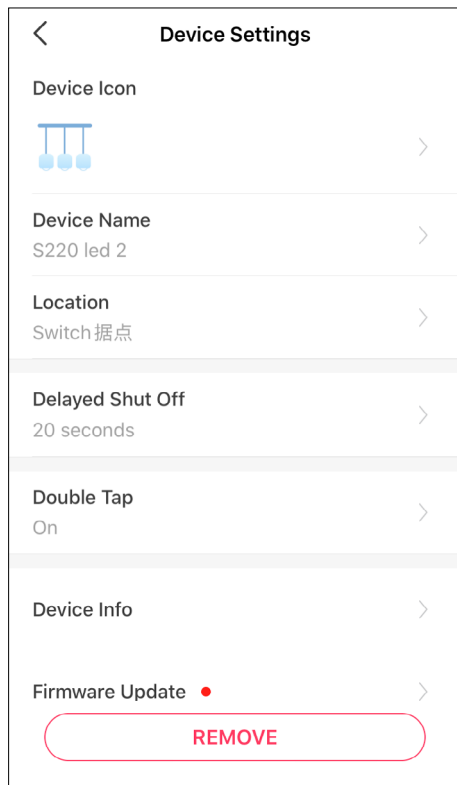 Device Settings
Device Icon
Device Name
S220 led 2
Location
Switch据点
Delayed Shut Off
20 seconds
Double Tap
On
Device Info
Firmware Update
REMOVE